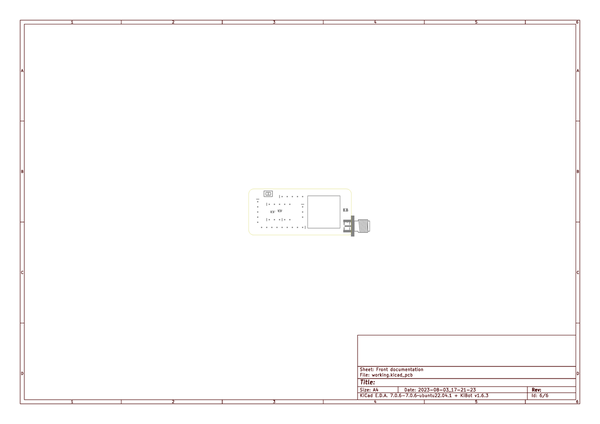 1 2 3 4 5 6
A A
B B
C C
D D
Sheet: Front documentation
File: working.kicad_pcb
Title:
Size: A4 Date: 2023-08-03_17-21-23 Rev:
KiCad E.D.A. 7.0.6-7.0.6~ubuntu22.04.1 + KiBot v1.6.3 Id: 6/6
1 2 3 4 5 6